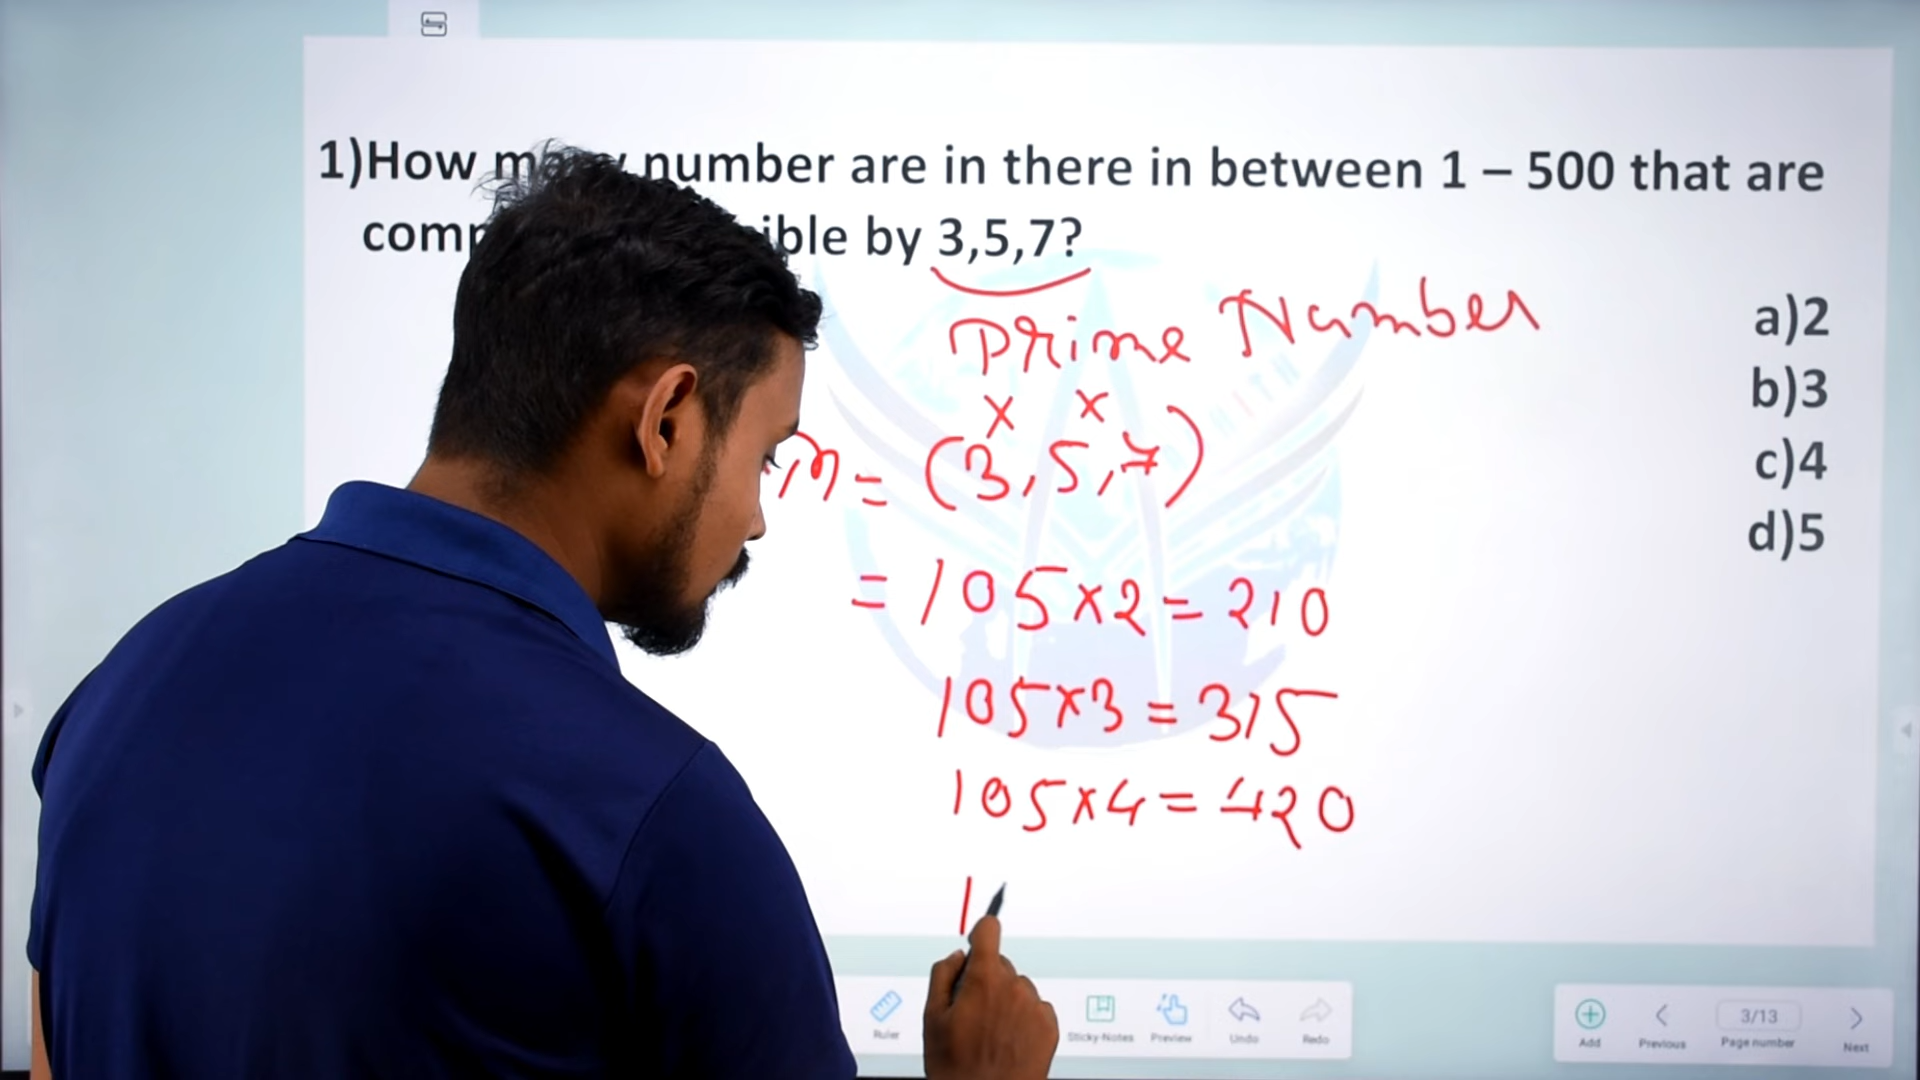 1)How number are in there in between 1 – 500 that are
by 3,5,7?
Prime Number
a)2
b)3
c)4
d)5
x x
= (3,5,7)
= 105x2 = 210
105x3 = 315
105x4 = 420
1
Ruler
Sticky-Notes
Preview
Undo
Redo
Add
Previous
3/13
Page number
Next